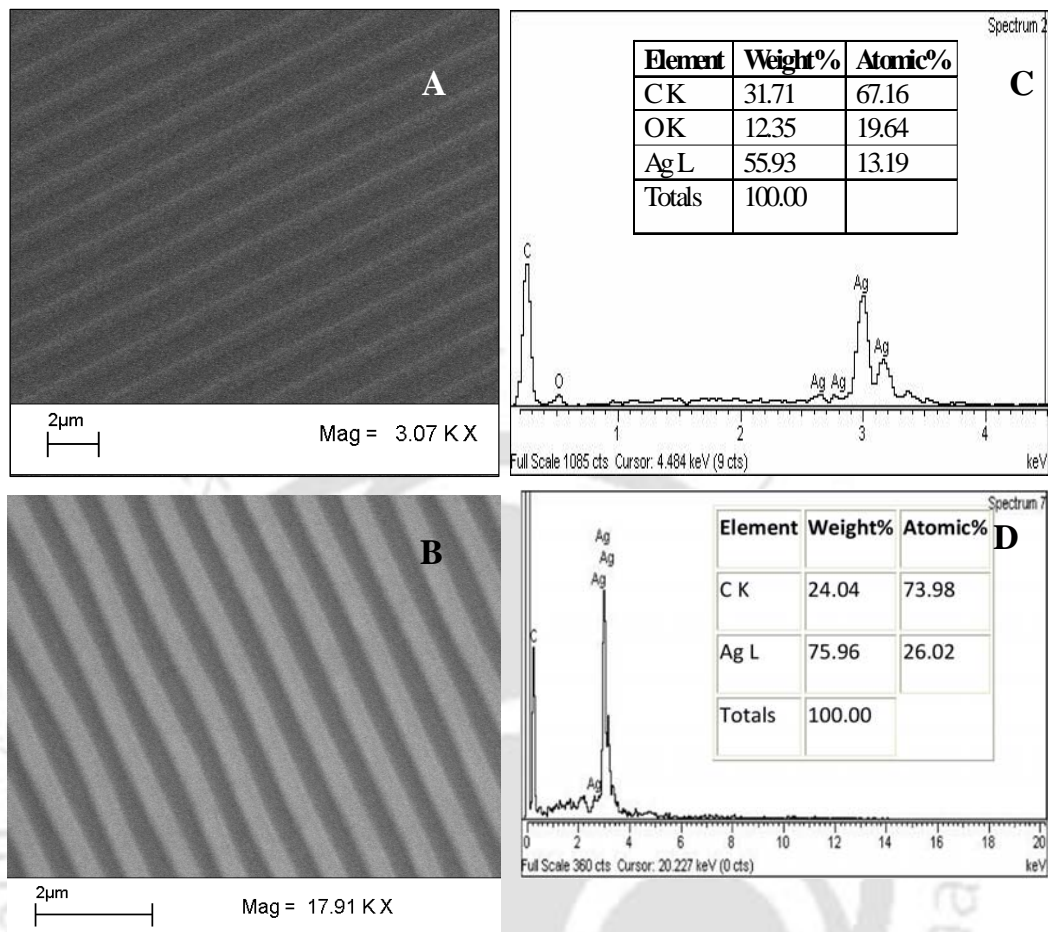 A
2µm
Mag = 3.07 K X
Spectrum 2
C
Element Weight% Atomic%
C K 31.71 67.16
O K 12.35 19.64
Ag L 55.93 13.19
Totals 100.00
C
O
Ag Ag
Ag
Ag
1 2 3 4
Full Scale 1085 cts Cursor: 4.484 keV (9 cts) keV
B
2µm
Mag = 17.91 K X
Spectrum 7
D
Element Weight% Atomic%
C K 24.04 73.98
Ag L 75.96 26.02
Totals 100.00
Ag
Ag
Ag
C
Ag
0 2 4 6 8 10 12 14 16 18 20
Full Scale 360 cts Cursor: 20.227 keV (0 cts) keV